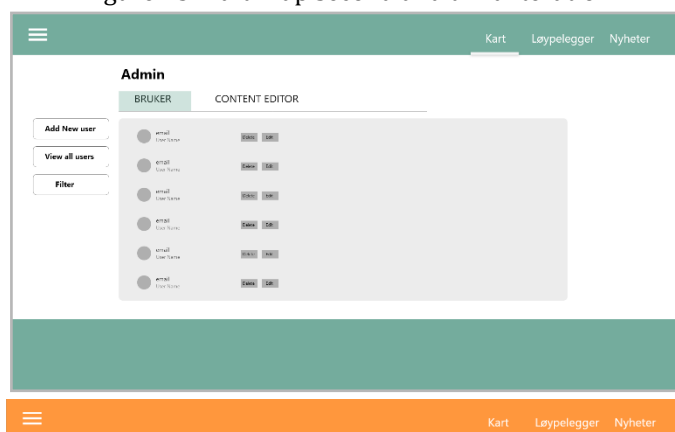 Kart Løypelegger Nyheter
Admin
BRUKER CONTENT EDITOR
Add New user
View all users
Filter
email
User Name
Delete Edit
email
User Name
Delete Edit
email
User Name
Delete Edit
email
User Name
Delete Edit
email
User Name
Delete Edit
email
User Name
Delete Edit
Kart Løypelegger Nyheter